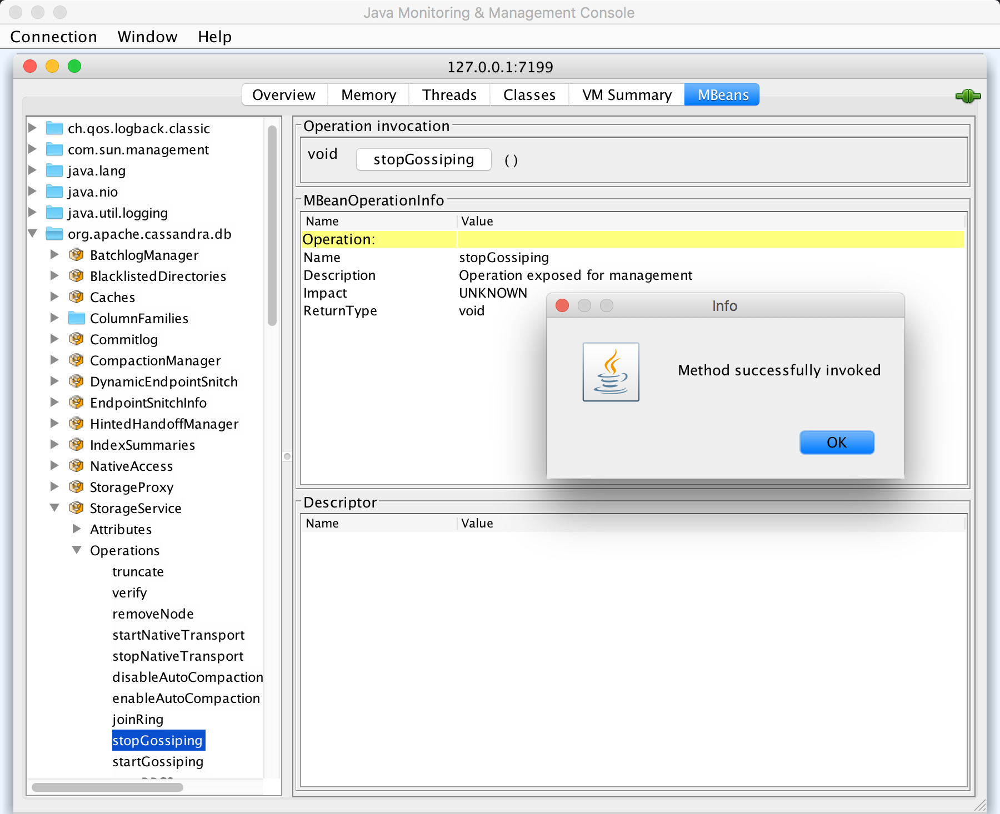 Java Monitoring & Management Console
Connection Window Help
127.0.0.1:7199
Overview Memory Threads Classes VM Summary MBeans
ch.qos.logback.classic
com.sun.management
java.lang
java.nio
java.util.logging
org.apache.cassandra.db
BatchlogManager
BlacklistedDirectories
Caches
ColumnFamilies
Commitlog
CompactionManager
DynamicEndpointSnitch
EndpointSnitchInfo
HintedHandoffManager
IndexSummaries
NativeAccess
StorageProxy
StorageService
Attributes
Operations
truncate
verify
removeNode
startNativeTransport
stopNativeTransport
disableAutoCompaction
enableAutoCompaction
joinRing
stopGossiping
startGossiping
Operation invocation
void stopGossiping ( )
MBeanOperationInfo
Name Value
Operation:
Name stopGossiping
Description Operation exposed for management
Impact UNKNOWN
ReturnType void
Info
Method successfully invoked
OK
Descriptor
Name Value